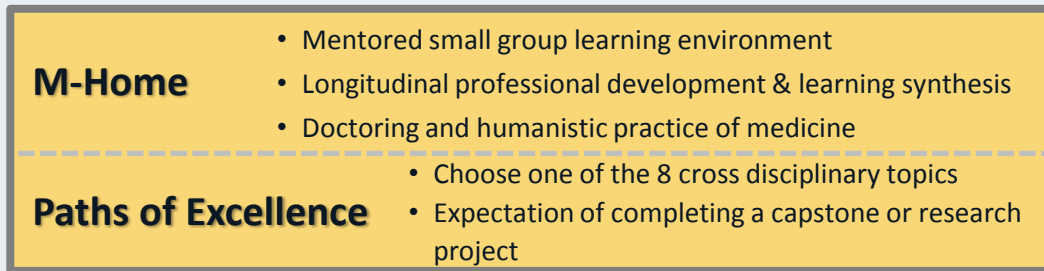 M-Home
• Mentored small group learning environment
• Longitudinal professional development & learning synthesis
• Doctoring and humanistic practice of medicine
Paths of Excellence
• Choose one of the 8 cross disciplinary topics
• Expectation of completing a capstone or research
project